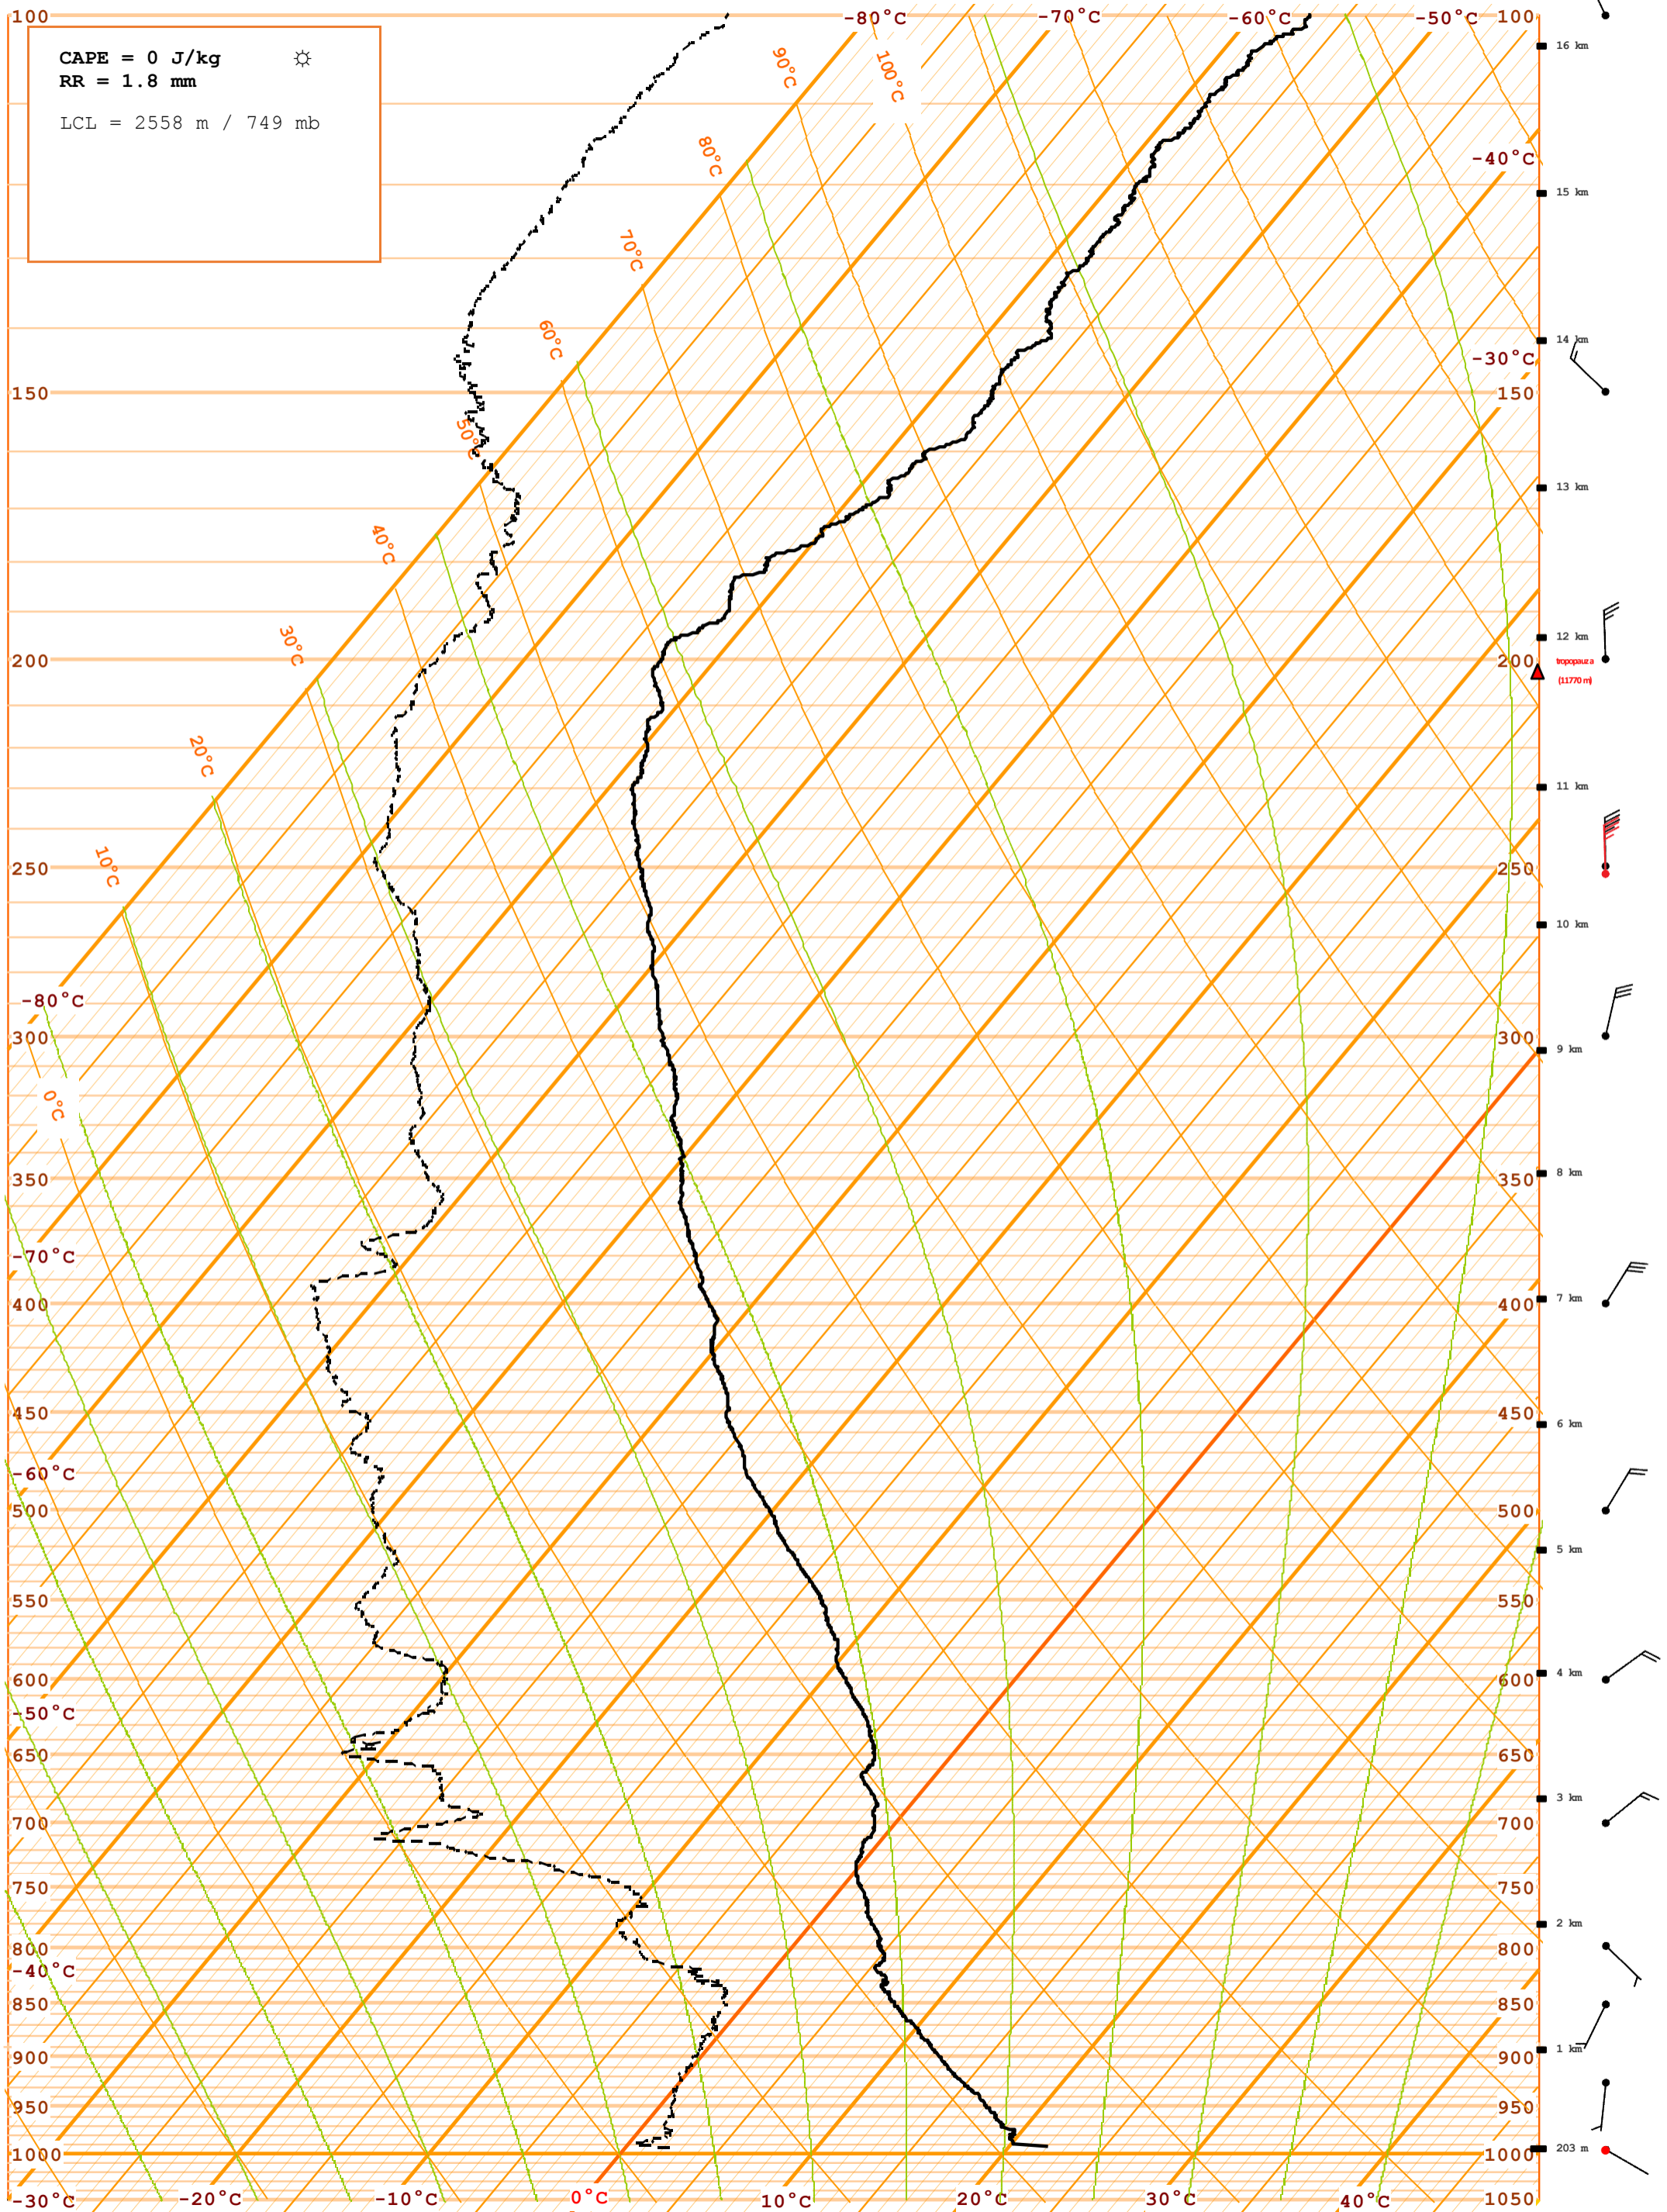 100 -80°C -70°C -60°C -50°C 100
16 km
CAPE = 0 J/kg ☼
RR = 1.8 mm
LCL = 2558 m / 749 mb
90°C 100°C
80°C
-40°C
15 km
70°C
60°C
14 km
-30°C
150 150
50°C
13 km
40°C
30°C
12 km
200 200
tropopauza
(11770 m)
20°C
11 km
10°C
250 250
10 km
-80°C
300 300
9 km
0°C
350 350
8 km
-70°C
400 400
7 km
450 450
6 km
-60°C
500 500
5 km
550 550
4 km
600 600
-50°C
650 650
3 km
700 700
750 750
2 km
800 800
-40°C
850 850
1 km
900 900
950 950
1000 1000
203 m
-30°C -20°C -10°C 0°C 10°C 20°C 30°C 40°C 1050